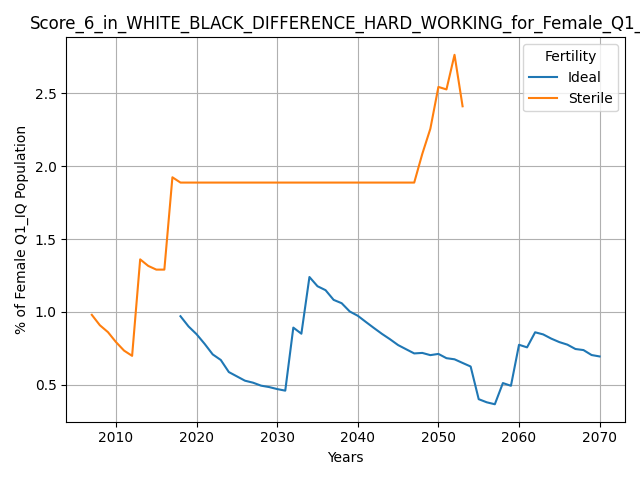 Score_6_in_WHITE_BLACK_DIFFERENCE_HARD_WORKING_for_Female_Q1_
Fertility
Ideal
Sterile
% of Female Q1_IQ Population
2.5
2.0
1.5
1.0
0.5
2010 2020 2030 2040 2050 2060 2070
Years